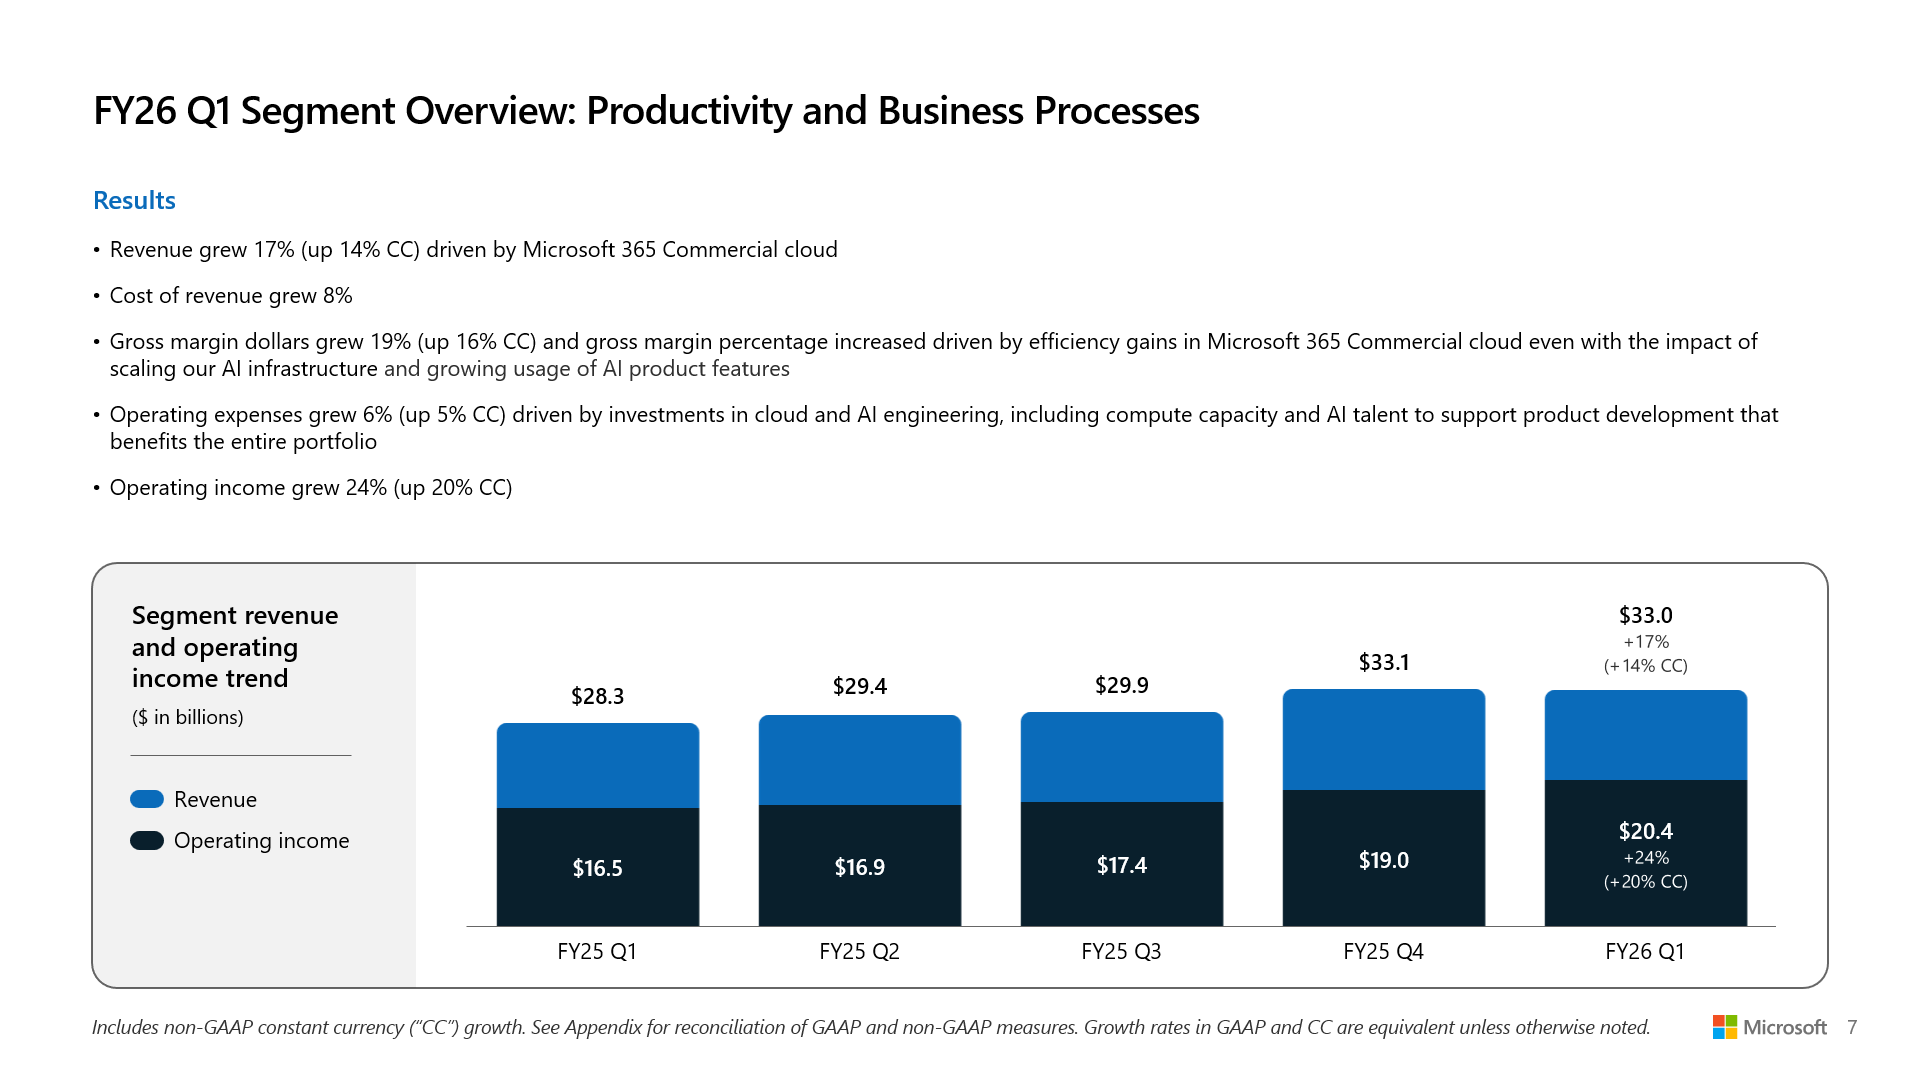 FY26 Q1 Segment Overview: Productivity and Business Processes
Results
• Revenue grew 17% (up 14% CC) driven by Microsoft 365 Commercial cloud
• Cost of revenue grew 8%
• Gross margin dollars grew 19% (up 16% CC) and gross margin percentage increased driven by efficiency gains in Microsoft 365 Commercial cloud even with the impact of
scaling our AI infrastructure and growing usage of AI product features
• Operating expenses grew 6% (up 5% CC) driven by investments in cloud and AI engineering, including compute capacity and AI talent to support product development that
benefits the entire portfolio
• Operating income grew 24% (up 20% CC)
Segment revenue
and operating
income trend
($ in billions)
Revenue
Operating income
$28.3
$29.4
$29.9
$33.1
$33.0
+17%
(+14% CC)
$16.5
$16.9
$17.4
$19.0
$20.4
+24%
(+20% CC)
FY25 Q1
FY25 Q2
FY25 Q3
FY25 Q4
FY26 Q1
Includes non-GAAP constant currency (“CC”) growth. See Appendix for reconciliation of GAAP and non-GAAP measures. Growth rates in GAAP and CC are equivalent unless otherwise noted.
Microsoft
7